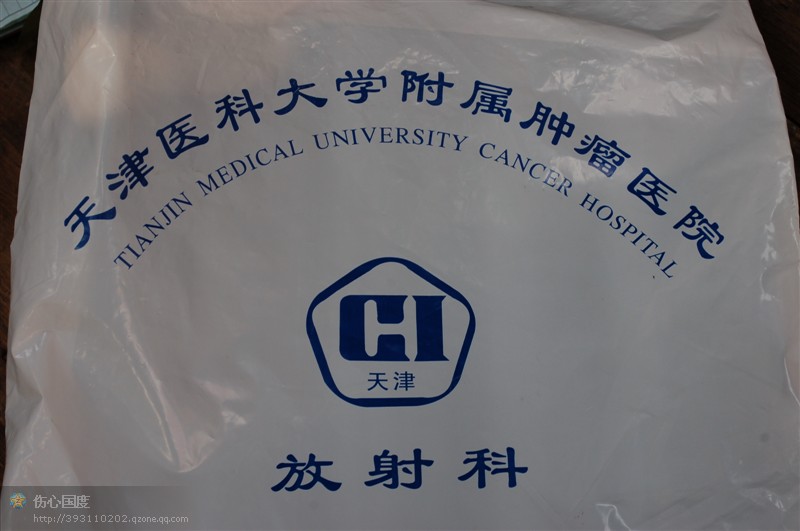 天津医科大学附属肿瘤医院
TIANJIN MEDICAL UNIVERSITY CANCER HOSPITAL
CI
天津
放射科
伤心国度
http://393110202.qzone.qq.com